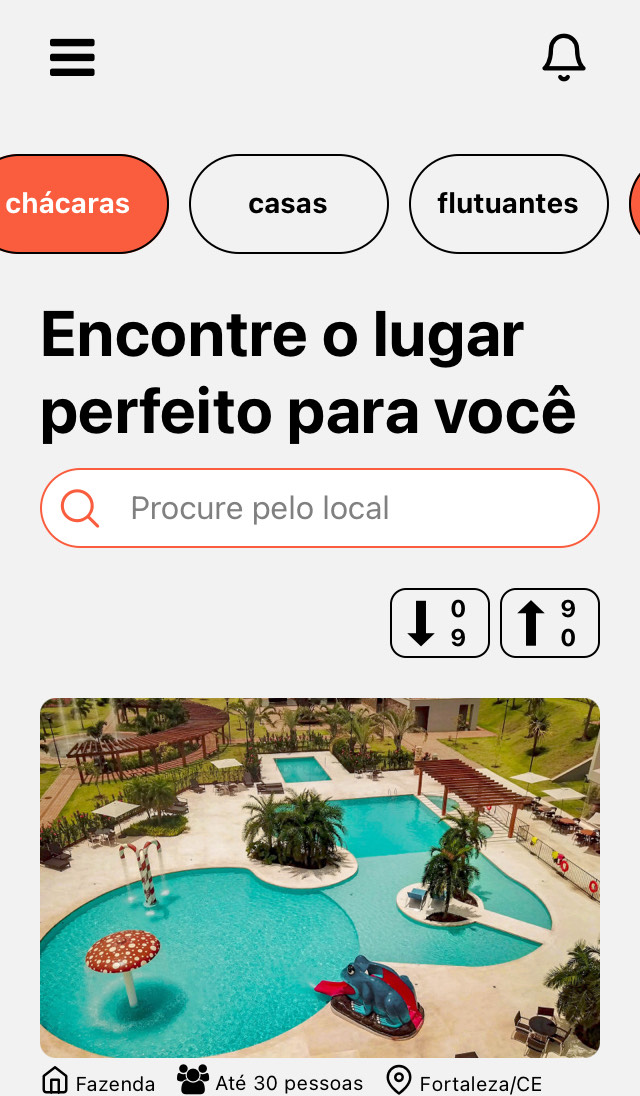 chácaras casas flutuantes
Encontre o lugar
perfeito para você
Procure pelo local
0 9
9 0
Fazenda Até 30 pessoas Fortaleza/CE